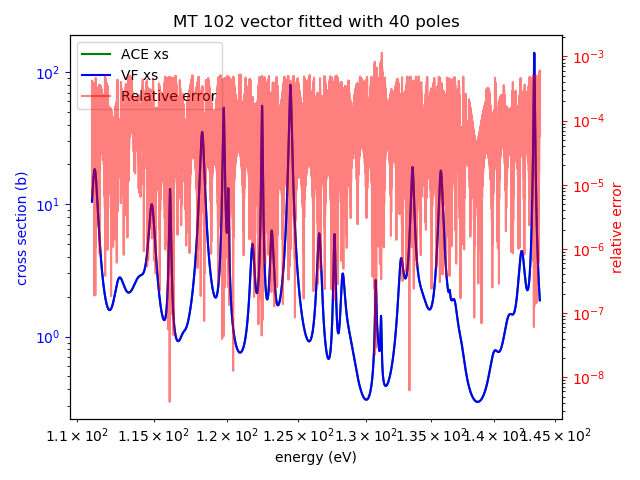 MT 102 vector fitted with 40 poles
ACE xs
VF xs
Relative error
10²
10¹
10⁰
cross section (b)
10⁻³
10⁻⁴
10⁻⁵
10⁻⁶
10⁻⁷
10⁻⁸
relative error
1.1 × 10² 1.15 × 10² 1.2 × 10² 1.25 × 10² 1.3 × 10² 1.35 × 10² 1.4 × 10² 1.45 × 10²
energy (eV)